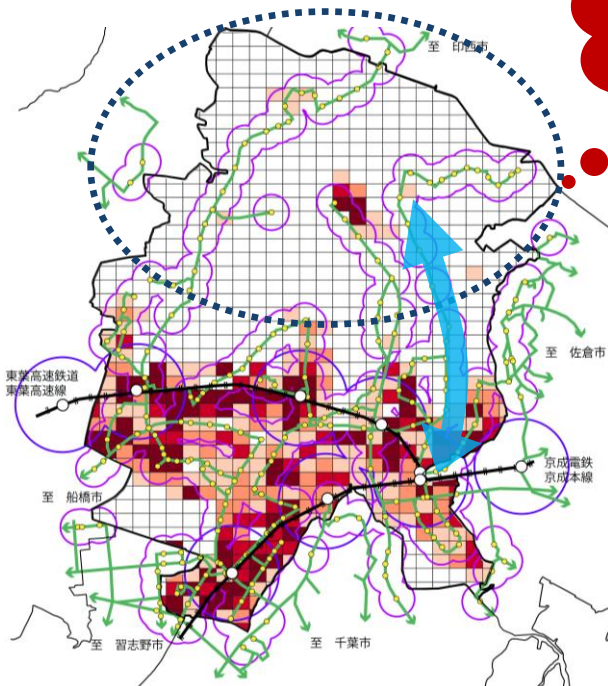 至 印西市
東葉高速鉄道
東葉高速線
至 佐倉市
京成電鉄
京成本線
至 船橋市
至 習志野市
至 千葉市